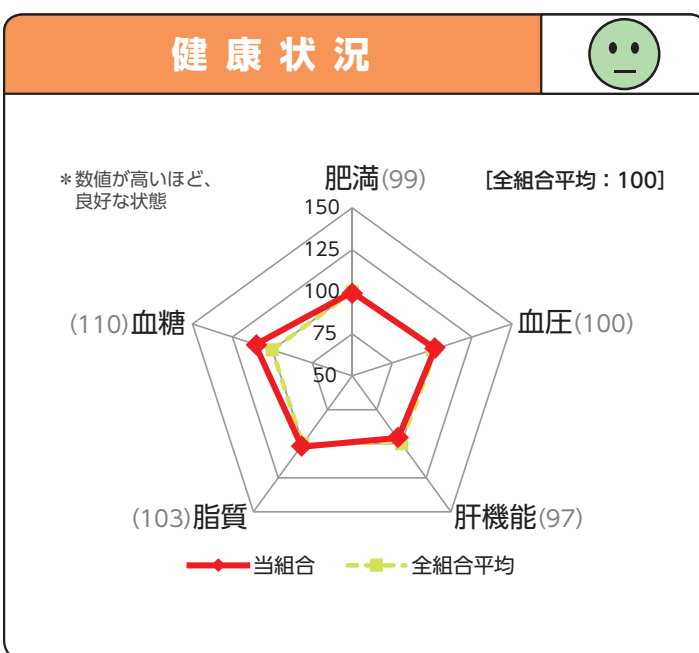 健康状況
＊数値が高いほど、
良好な状態
[全組合平均：100]
肥満(99)
150
125
100
75
50
(110)血糖
血圧(100)
(103)脂質
肝機能(97)
当組合
全組合平均